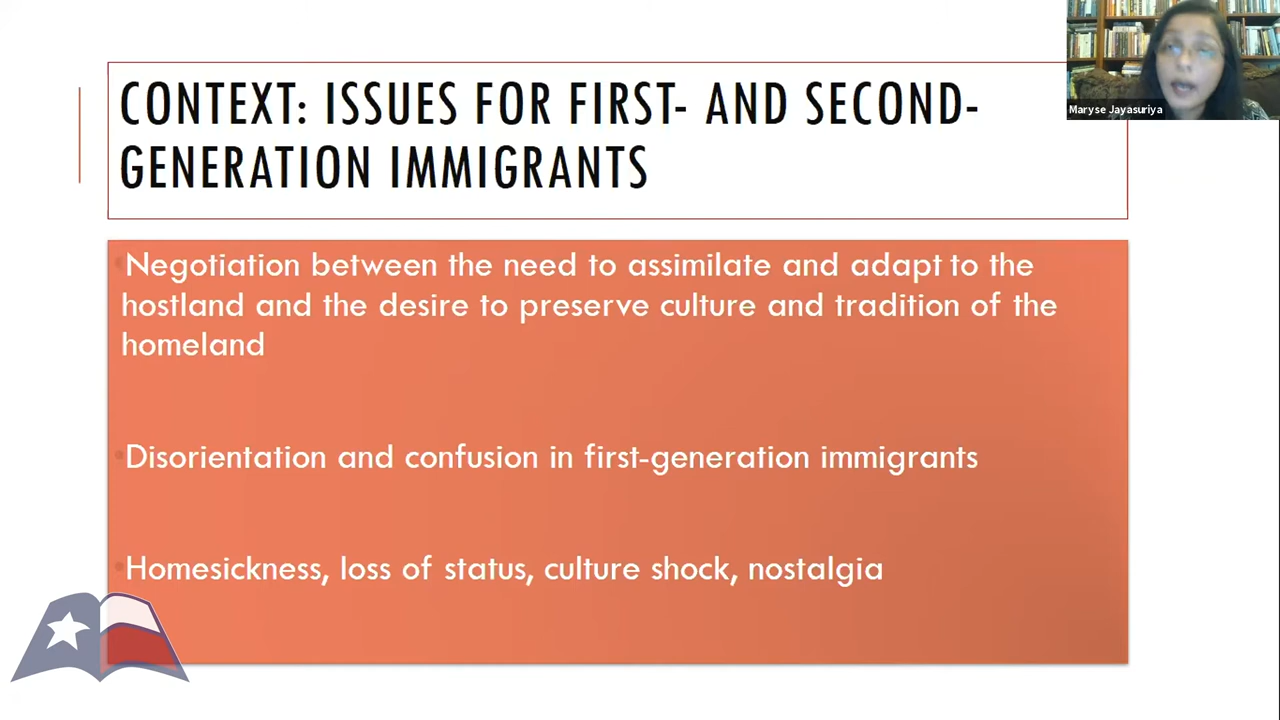 CONTEXT: ISSUES FOR FIRST- AND SECOND-
GENERATION IMMIGRANTS
Maryse Jayasuriya
• Negotiation between the need to assimilate and adapt to the
hostland and the desire to preserve culture and tradition of the
homeland
• Disorientation and confusion in first-generation immigrants
• Homesickness, loss of status, culture shock, nostalgia